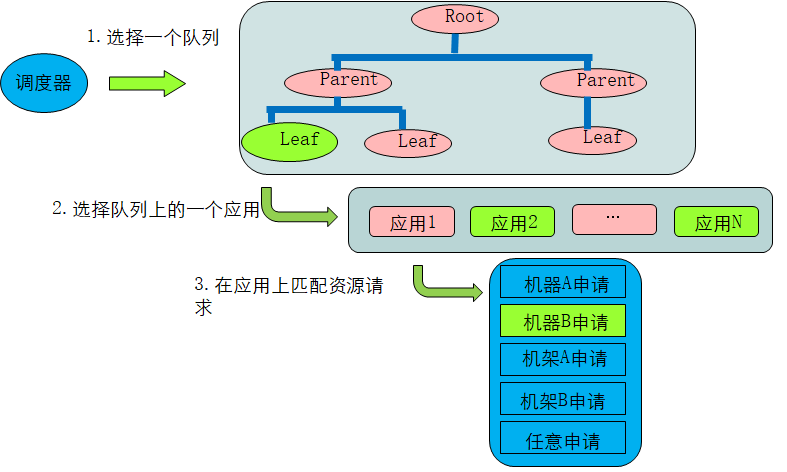 1.选择一个队列
调度器
Root
Parent
Parent
Leaf
Leaf
Leaf
2.选择队列上的一个应用
应用1
应用2
...
应用N
3.在应用上匹配资源请
求
机器A申请
机器B申请
机架A申请
机架B申请
任意申请